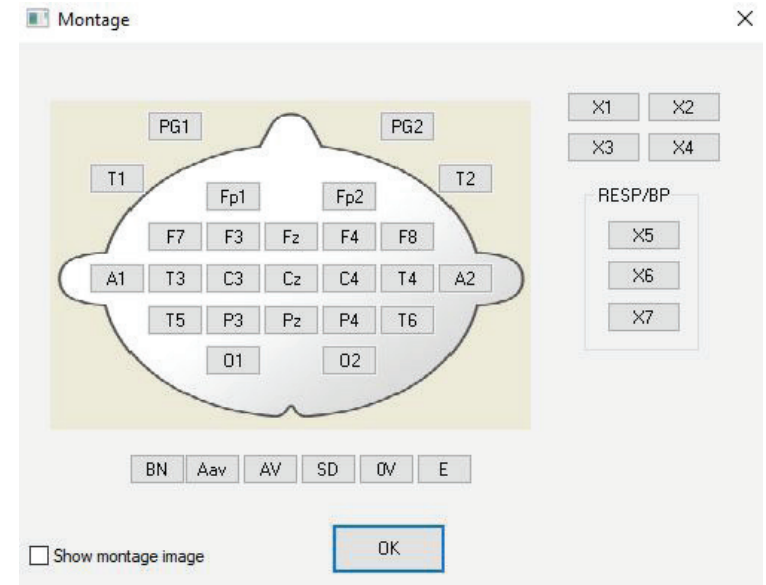 Montage
X1 X2
PG1 PG2
X3 X4
T1 T2
Fp1 Fp2
RESP/BP
F7 F3 Fz F4 F8
X5
A1 T3 C3 Cz C4 T4 A2
X6
T5 P3 Pz P4 T6
X7
O1 O2
BN Aav AV SD 0V E
OK
Show montage image